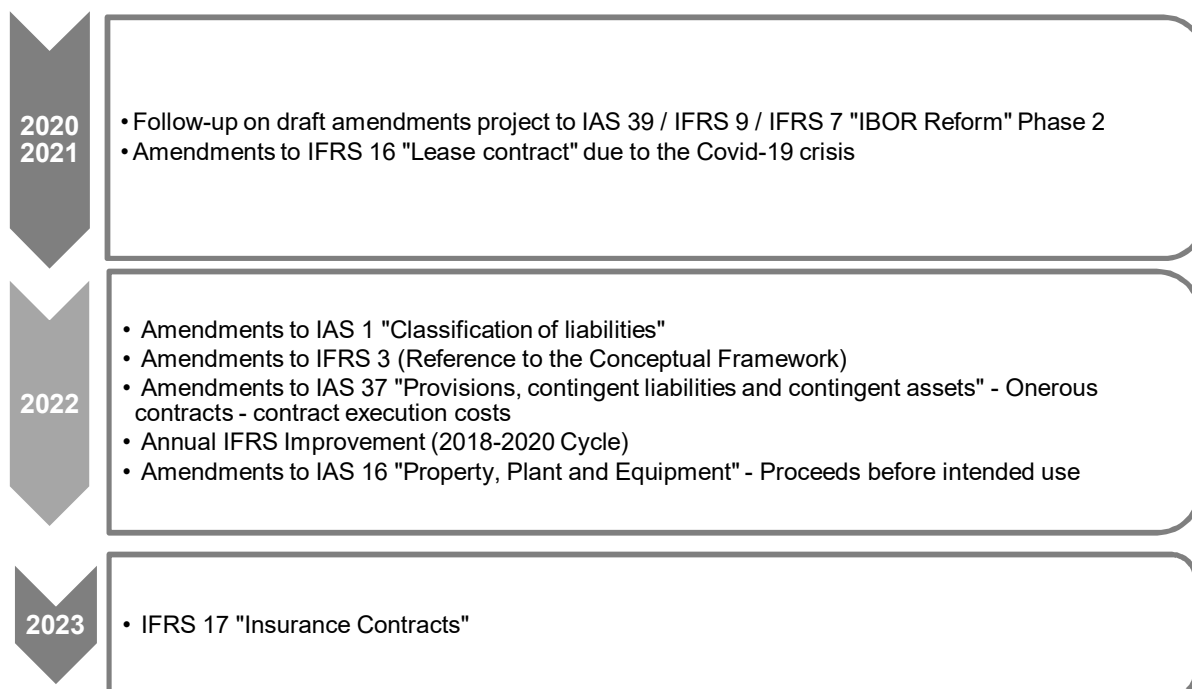 2020
2021
• Follow-up on draft amendments project to IAS 39 / IFRS 9 / IFRS 7 "IBOR Reform" Phase 2
• Amendments to IFRS 16 "Lease contract" due to the Covid-19 crisis
2022
• Amendments to IAS 1 "Classification of liabilities"
• Amendments to IFRS 3 (Reference to the Conceptual Framework)
• Amendments to IAS 37 "Provisions, contingent liabilities and contingent assets" - Onerous
contracts - contract execution costs
• Annual IFRS Improvement (2018-2020 Cycle)
• Amendments to IAS 16 "Property, Plant and Equipment" - Proceeds before intended use
2023
• IFRS 17 "Insurance Contracts"